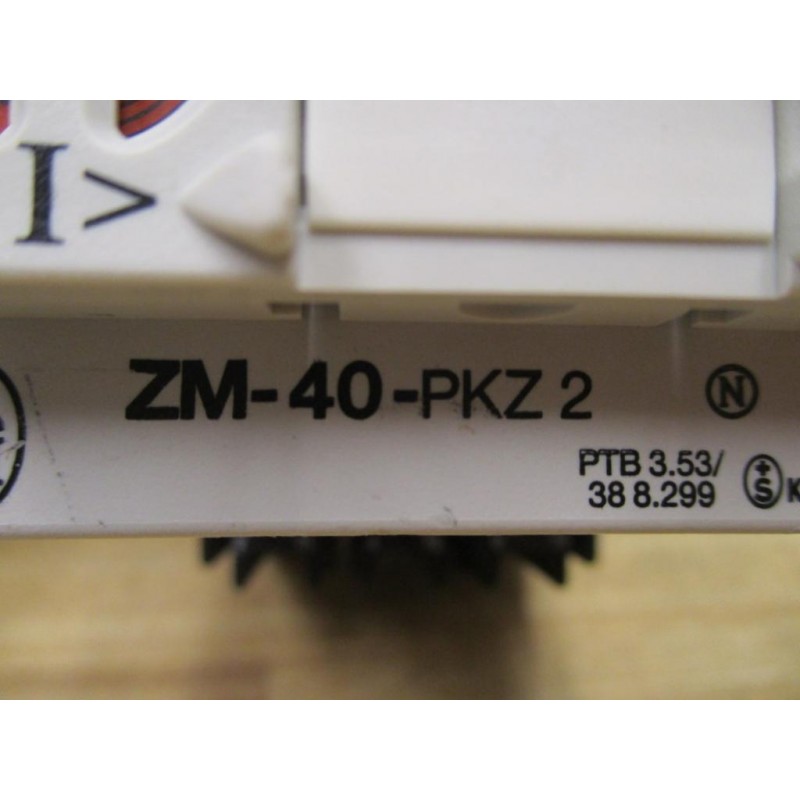 I>
ZM-40-PKZ 2
N
PTB 3.53/
38 8.299
+S K